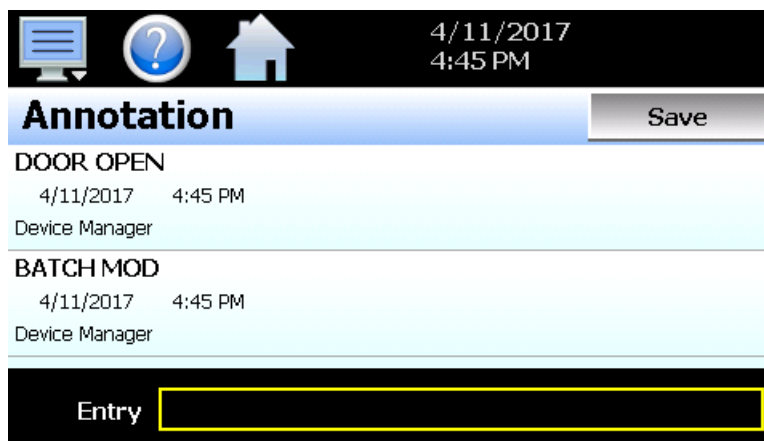 ?
4/11/2017
4:45 PM
Annotation
Save
DOOR OPEN
4/11/2017 4:45 PM
Device Manager
BATCH MOD
4/11/2017 4:45 PM
Device Manager
Entry